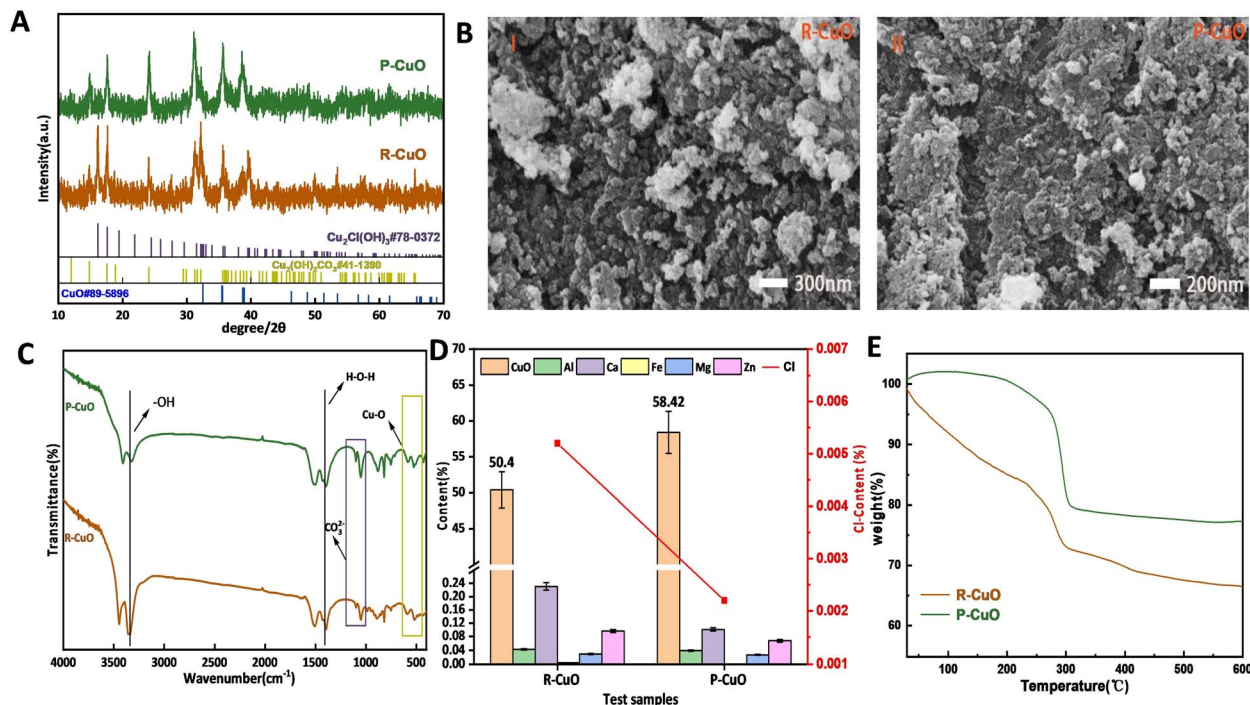 A
P-CuO
R-CuO
Cu₂Cl(OH)₃#78-0372
Cu₂(OH)₂CO₃#41-1390
CuO#89-5896
Intensity(a.u.)
10 20 30 40 50 60 70
degree/2θ
B
I
R-CuO
300nm
II
P-CuO
200nm
C
H-O-H
-OH
P-CuO
Cu-O
CO₃²⁻
R-CuO
Transmittance(%)
4000 3500 2500 1500 500
Wavenumber(cm⁻¹)
D
CuO Al Ca Fe Mg Zn Cl
70
65
60
55
50
45
0.24
0.20
0.16
0.12
0.08
0.04
0.00
Content(%)
50.4
58.42
0.007
0.006
0.005
0.004
0.003
0.002
0.001
Cl-Content (%)
R-CuO P-CuO
Test samples
E
100
90
80
70
60
weight(%)
R-CuO
P-CuO
100 200 300 400 500 600
Temperature(℃)